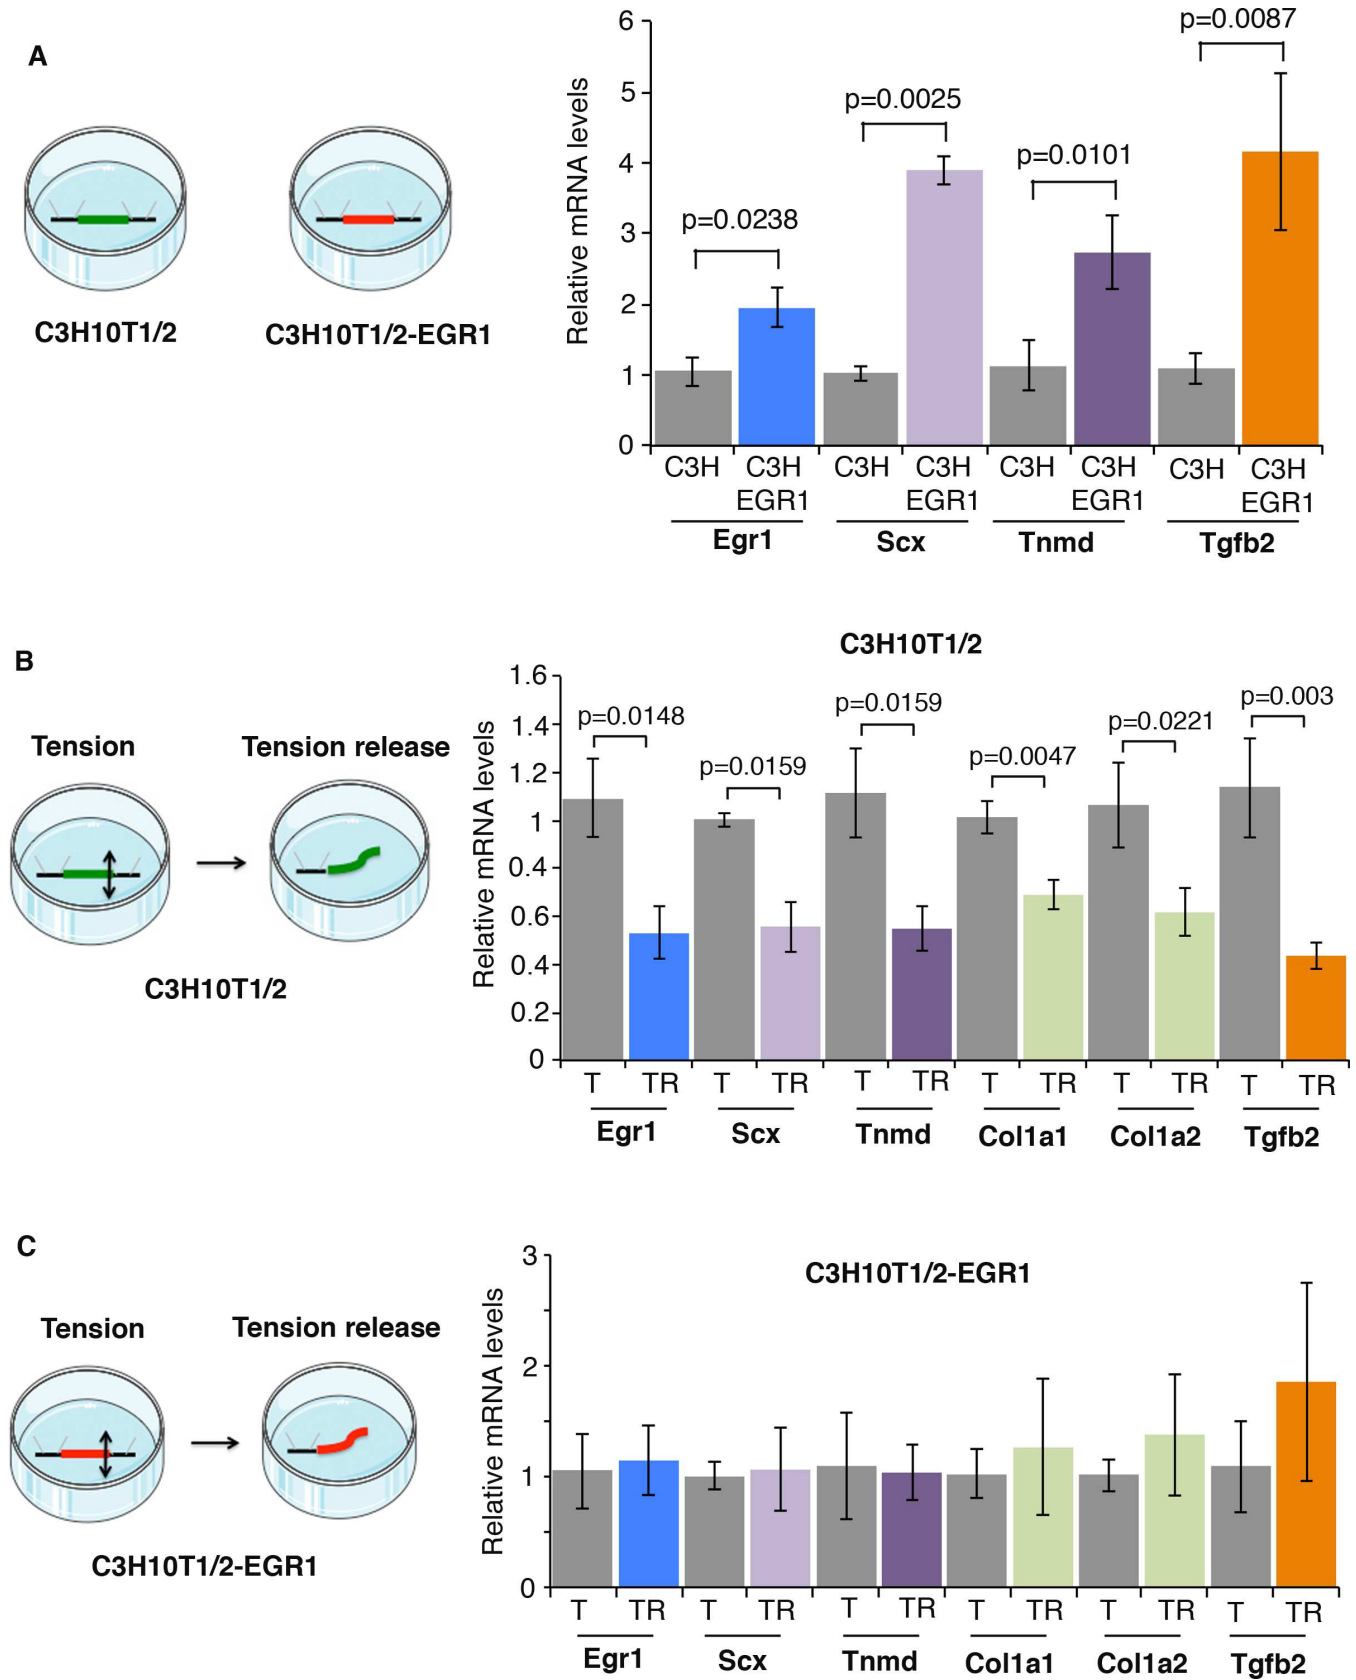 A
C3H10T1/2
C3H10T1/2-EGR1
Relative mRNA levels
6
5
4
3
2
1
0
p=0.0238
p=0.0025
p=0.0101
p=0.0087
C3H C3H C3H C3H C3H C3H C3H C3H
EGR1 EGR1 EGR1 EGR1
Egr1 Scx Tnmd Tgfb2
B
Tension
Tension release
C3H10T1/2
C3H10T1/2
Relative mRNA levels
1.6
1.4
1.2
1
0.4
0.6
0.4
0.2
0
p=0.0148
p=0.0159
p=0.0159
p=0.0047
p=0.0221
p=0.003
T TR T TR T TR T TR T TR T TR
Egr1 Scx Tnmd Col1a1 Col1a2 Tgfb2
C
Tension
Tension release
C3H10T1/2-EGR1
C3H10T1/2-EGR1
Relative mRNA levels
3
2
1
0
T TR T TR T TR T TR T TR T TR
Egr1 Scx Tnmd Col1a1 Col1a2 Tgfb2